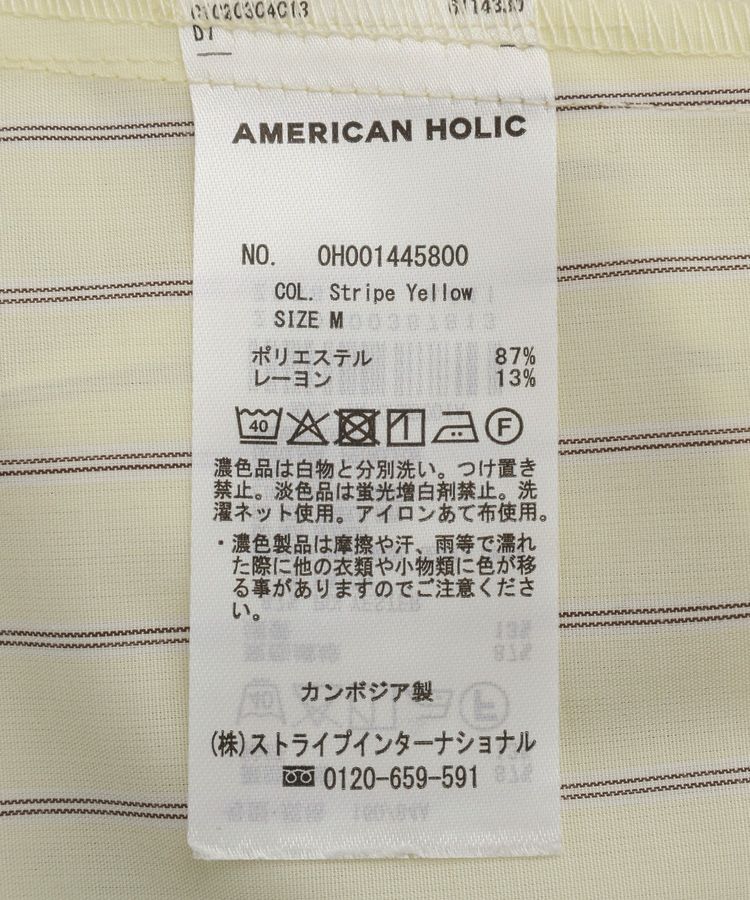 D1
AMERICAN HOLIC
NO. 0H001445800
COL. Stripe Yellow
SIZE M
ポリエステル 87%
レーヨン 13%
40 F
濃色品は白物と分別洗い。つけ置き
禁止。淡色品は蛍光増白剤禁止。洗
濯ネット使用。アイロンあて布使用。
・濃色製品は摩擦や汗、雨等で濡れ
た際に他の衣類や小物類に色が移
る事がありますのでご注意くださ
い。
カンボジア製
(株)ストライプインターナショナル
0120-659-591